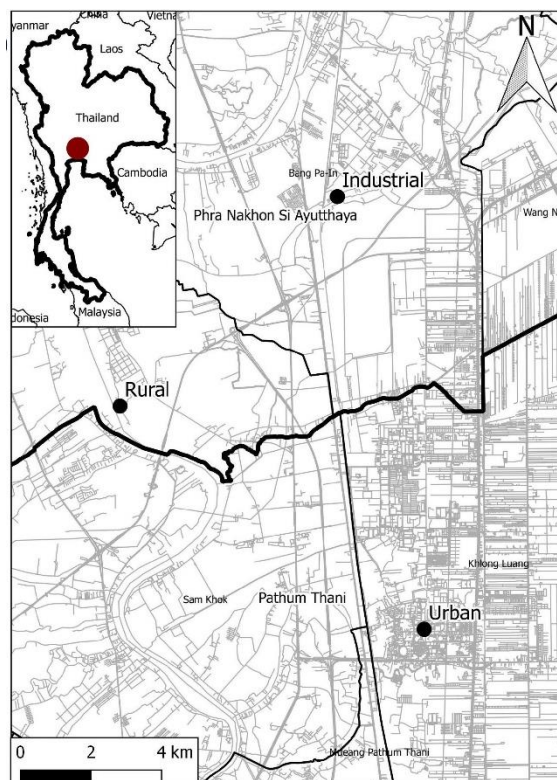 China
yanmar
Vietna
Laos
Thailand
Cambodia
Malaysia
donesia
N
Bang Pa-In
Industrial
Phra Nakhon Si Ayutthaya
Wang N
Rural
Khlong Luang
Sam Khok
Pathum Thani
Urban
Mueang Pathum Thani
0 2 4 km